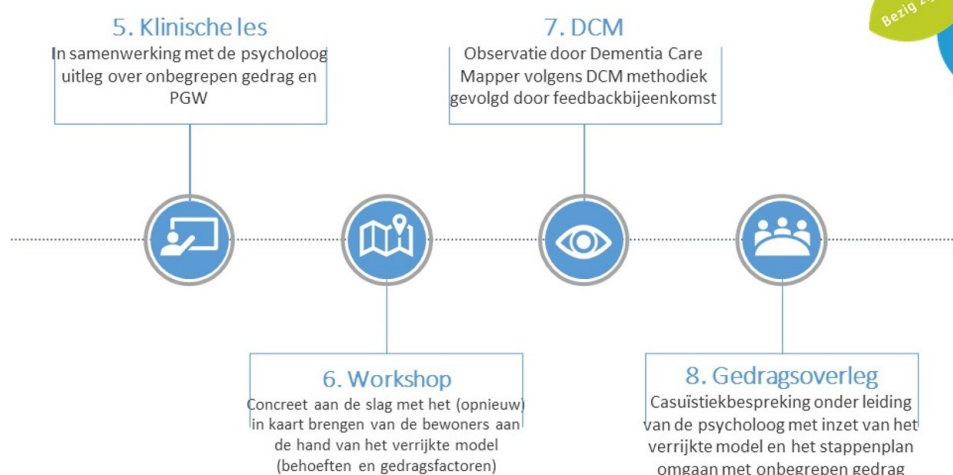 5. Klinische les
In samenwerking met de psycholoog
uitleg over onbegrepen gedrag en
PGW
6. Workshop
Concreet aan de slag met het (opnieuw)
in kaart brengen van de bewoners aan
de hand van het verrijkte model
(behoeften en gedragsfactoren)
7. DCM
Observatie door Dementia Care
Mapper volgens DCM methodiek
gevolgd door feedbackbijeenkomst
8. Gedragsoverleg
Casuïstiekbespreking onder leiding
van de psycholoog met inzet van het
verrijkte model en het stappenplan
omgaan met onbegrepen gedrag
Bezig